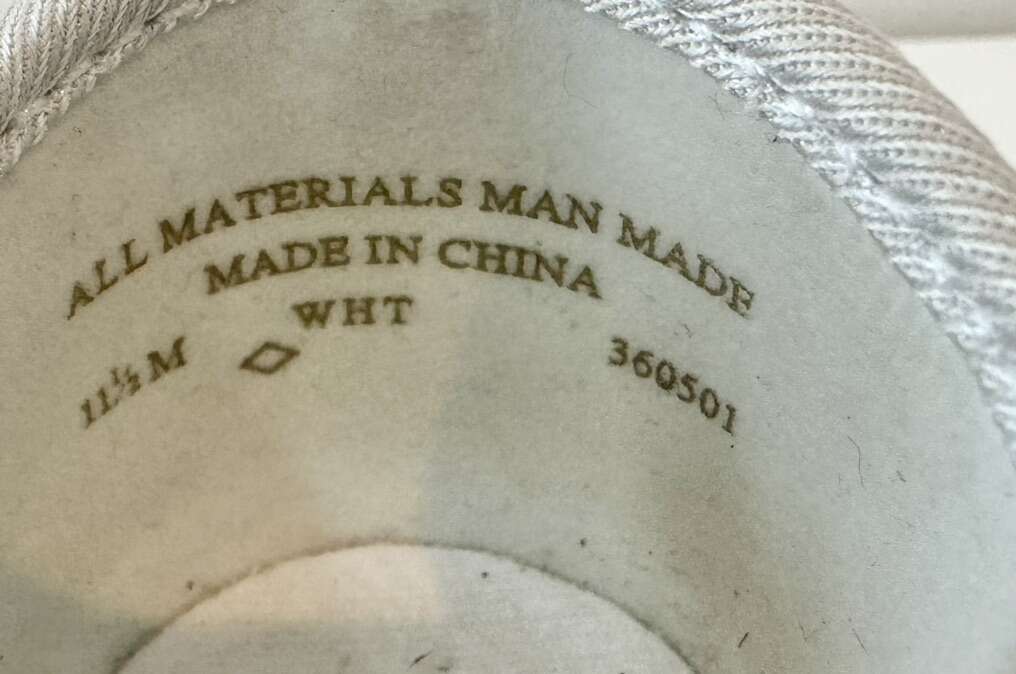 ALL MATERIALS MAN MADE
MADE IN CHINA
WHT
11½ M 360501